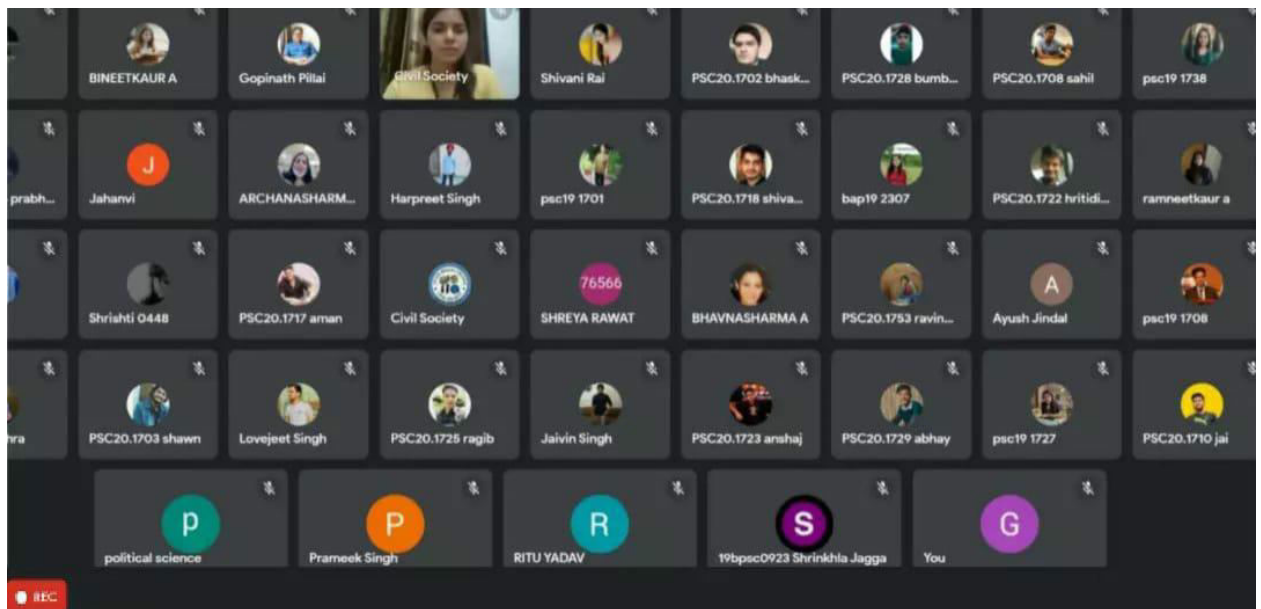 BINEETKAUR A
Gopinath Pillai
Civil Society
Shivani Rai
PSC20.1702 bhask...
PSC20.1728 bumb...
PSC20.1708 sahil
psc19 1738
prabh...
J
Jahanvi
ARCHANASHARM...
Harpreet Singh
psc19 1701
PSC20.1718 shiva...
bap19 2307
PSC20.1722 hritidi...
ramneetkaur a
Shrishti 0448
PSC20.1717 aman
Civil Society
76566
SHREYA RAWAT
BHAVNASHARMA A
PSC20.1753 ravin...
A
Ayush Jindal
psc19 1708
hra
PSC20.1703 shawn
Lovejeet Singh
PSC20.1725 ragib
Jaivin Singh
PSC20.1723 anshaj
PSC20.1729 abhay
psc19 1727
PSC20.1710 jai
p
political science
P
Prameek Singh
R
RITU YADAV
S
19bpsc0923 Shrinkhla Jagga
G
You
REC